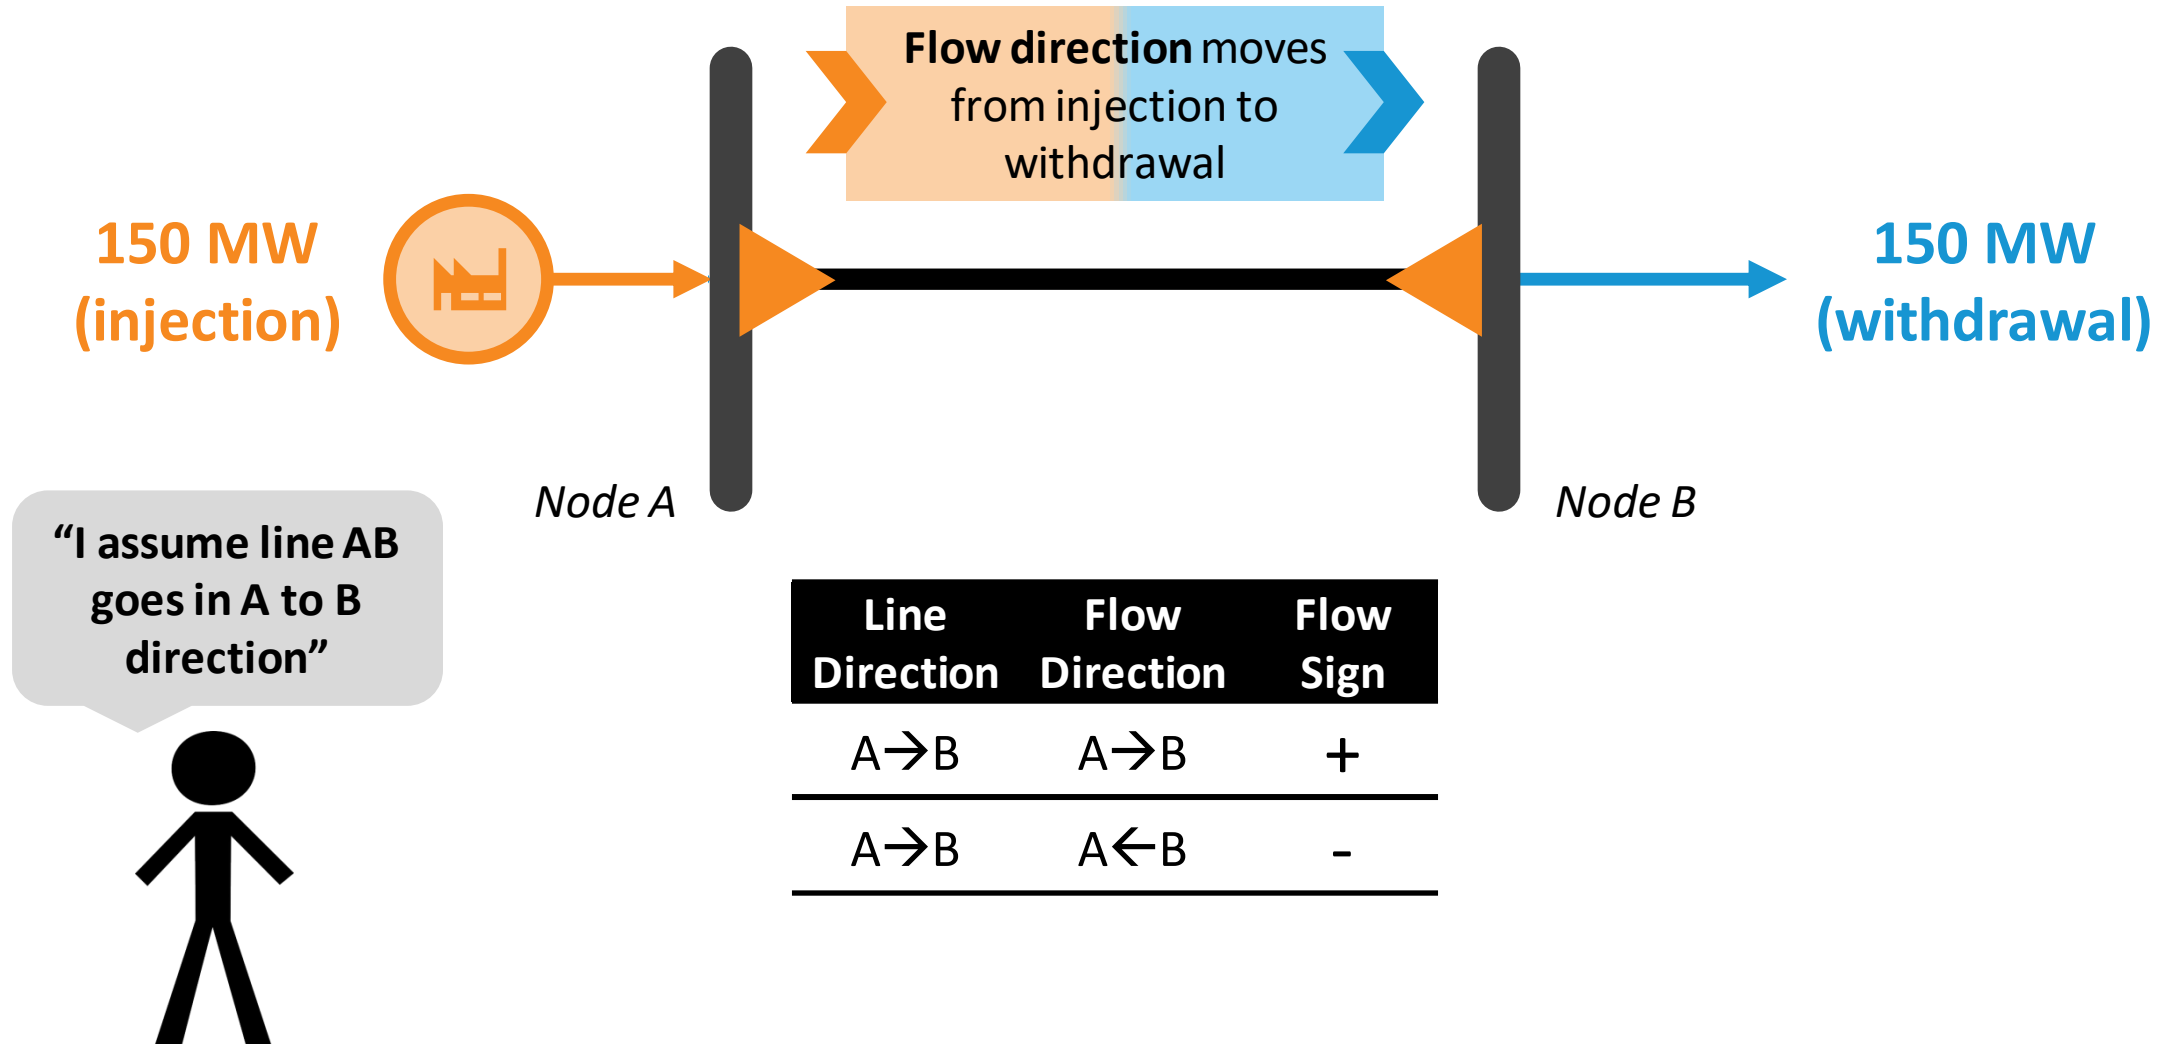 Flow direction moves
from injection to
withdrawal
150 MW
(injection)
150 MW
(withdrawal)
Node A
Node B
“I assume line AB
goes in A to B
direction”
Line Direction Flow Direction Flow Sign
A→B A→B +
A→B A←B -